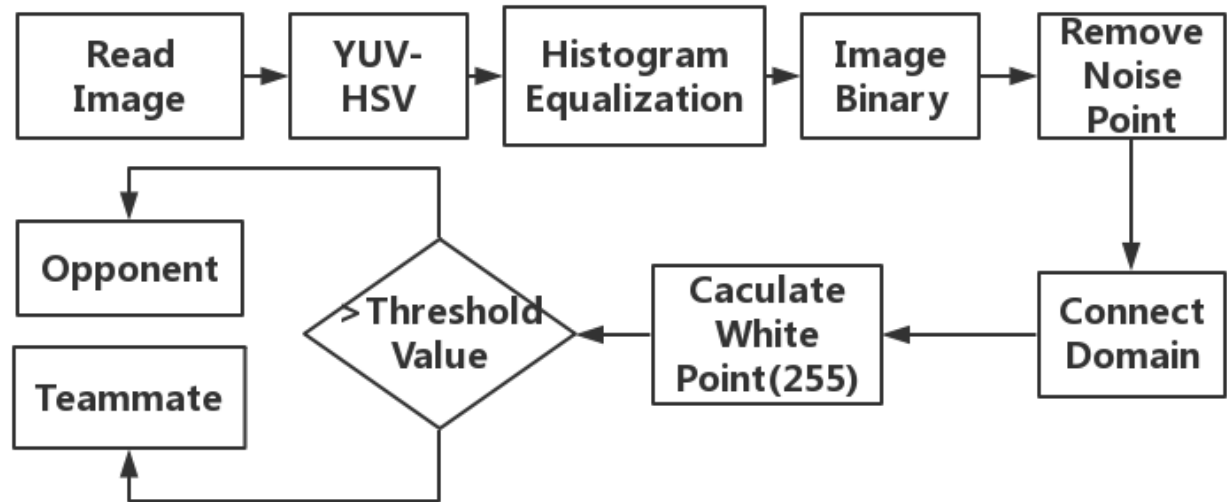 Read
Image
YUV-
HSV
Histogram
Equalization
Image
Binary
Remove
Noise
Point
Opponent
>Threshold
Value
Caculate
White
Point(255)
Connect
Domain
Teammate